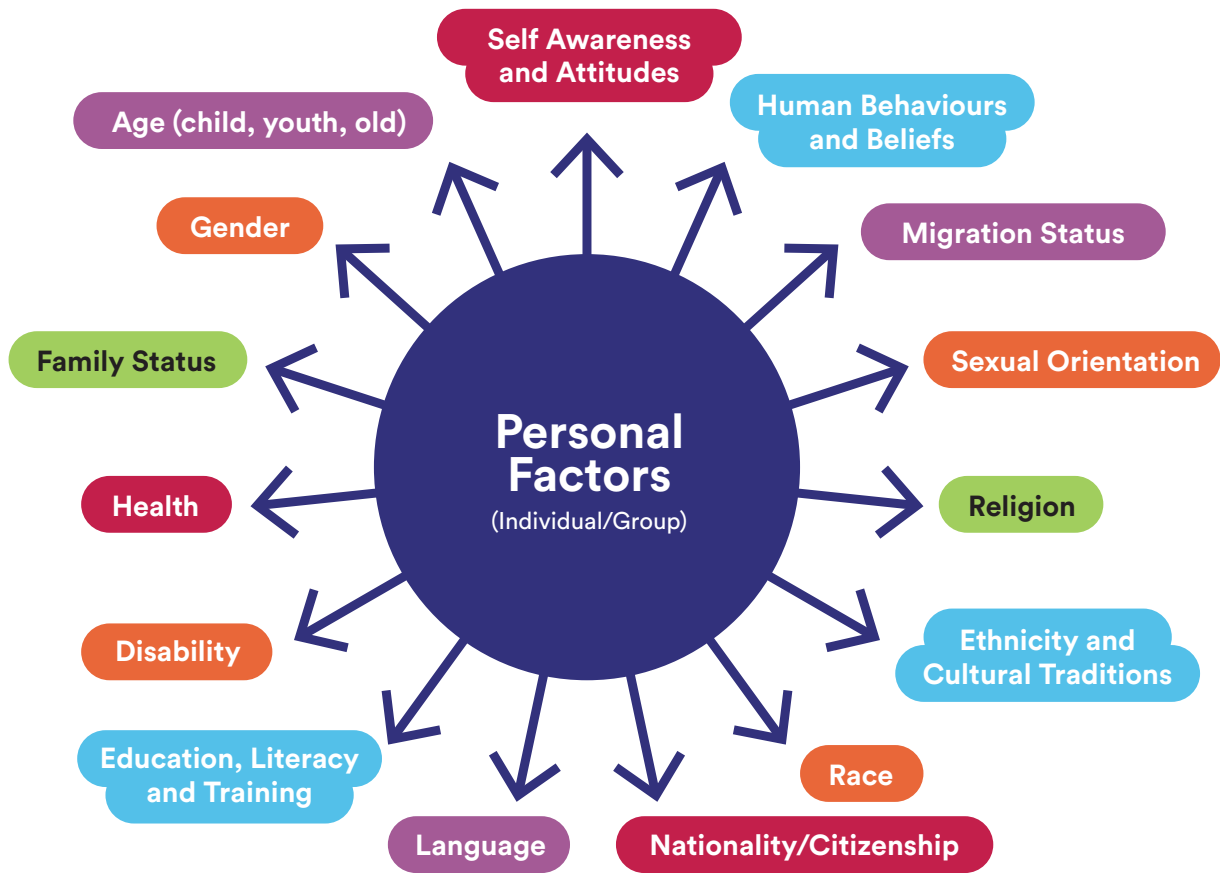 Self Awareness
and Attitudes
Human Behaviours
and Beliefs
Migration Status
Sexual Orientation
Religion
Ethnicity and
Cultural Traditions
Race
Nationality/Citizenship
Language
Education, Literacy
and Training
Disability
Health
Family Status
Gender
Age (child, youth, old)
Personal
Factors
(Individual/Group)